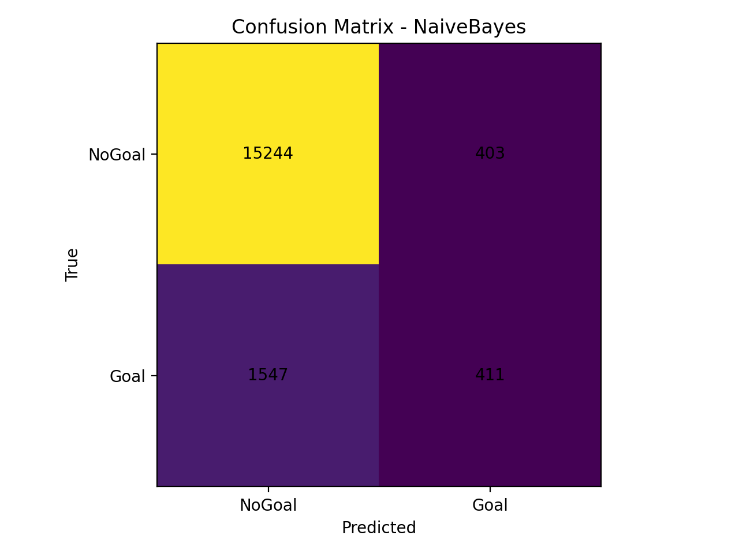 Confusion Matrix - NaiveBayes
NoGoal
15244
403
True
Goal
1547
411
NoGoal
Goal
Predicted